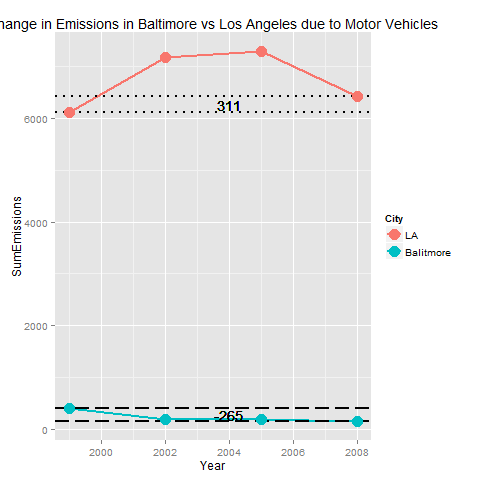 hange in Emissions in Baltimore vs Los Angeles due to Motor Vehicles
SumEmissions
6000
4000
2000
0
311
-265
2000
2002
2004
2006
2008
Year
City
LA
Balitmore